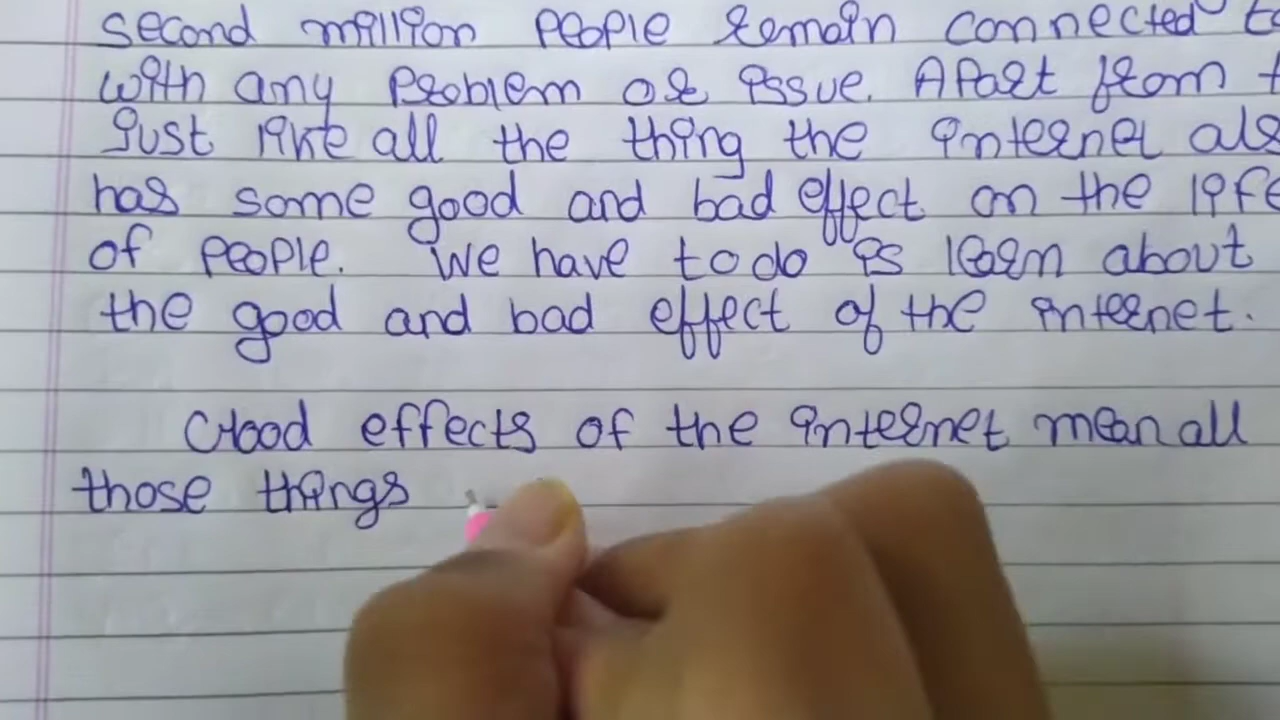 second million people remain connected to
with any problem or issue. Apart from t
Just like all the thing the internet als
has some good and bad effect on the life
of people. We have to do is learn about
the good and bad effect of the internet.
Good effects of the internet mean all
those things